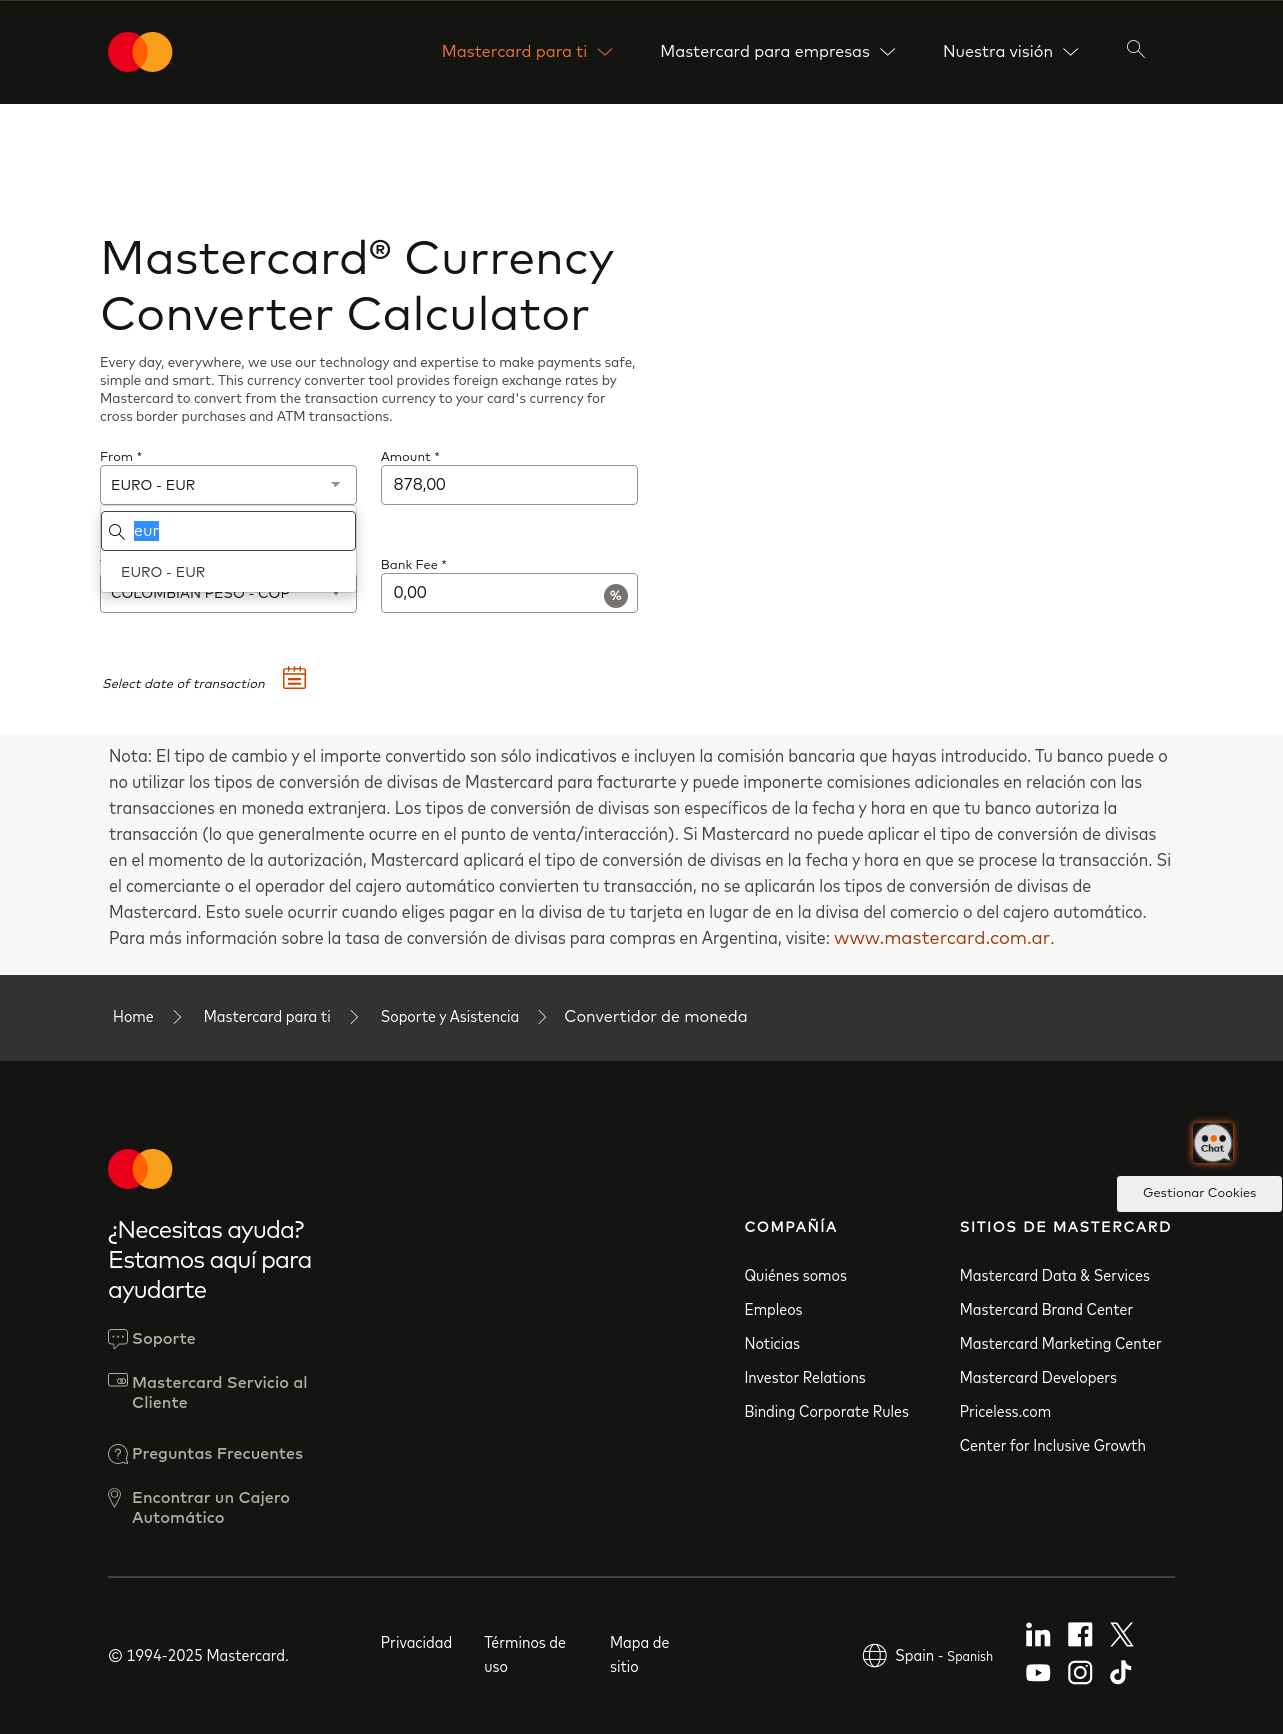 Mastercard para ti
Mastercard para empresas
Nuestra visión
Mastercard® Currency
Converter Calculator
Every day, everywhere, we use our technology and expertise to make payments safe,
simple and smart. This currency converter tool provides foreign exchange rates by
Mastercard to convert from the transaction currency to your card's currency for
cross border purchases and ATM transactions.
From *
Amount *
EURO - EUR
878,00
eur
EURO - EUR
Bank Fee *
COLOMBIAN PESO - COP
0,00
%
Select date of transaction
Nota: El tipo de cambio y el importe convertido son sólo indicativos e incluyen la comisión bancaria que hayas introducido. Tu banco puede o
no utilizar los tipos de conversión de divisas de Mastercard para facturarte y puede imponerte comisiones adicionales en relación con las
transacciones en moneda extranjera. Los tipos de conversión de divisas son específicos de la fecha y hora en que tu banco autoriza la
transacción (lo que generalmente ocurre en el punto de venta/interacción). Si Mastercard no puede aplicar el tipo de conversión de divisas
en el momento de la autorización, Mastercard aplicará el tipo de conversión de divisas en la fecha y hora en que se procese la transacción. Si
el comerciante o el operador del cajero automático convierten tu transacción, no se aplicarán los tipos de conversión de divisas de
Mastercard. Esto suele ocurrir cuando eliges pagar en la divisa de tu tarjeta en lugar de en la divisa del comercio o del cajero automático.
Para más información sobre la tasa de conversión de divisas para compras en Argentina, visite: www.mastercard.com.ar.
Home
Mastercard para ti
Soporte y Asistencia
Convertidor de moneda
Chat
Gestionar Cookies
¿Necesitas ayuda?
Estamos aquí para
ayudarte
Soporte
Mastercard Servicio al
Cliente
Preguntas Frecuentes
Encontrar un Cajero
Automático
COMPAÑÍA
Quiénes somos
Empleos
Noticias
Investor Relations
Binding Corporate Rules
SITIOS DE MASTERCARD
Mastercard Data & Services
Mastercard Brand Center
Mastercard Marketing Center
Mastercard Developers
Priceless.com
Center for Inclusive Growth
© 1994-2025 Mastercard.
Privacidad
Términos de
uso
Mapa de
sitio
Spain - Spanish